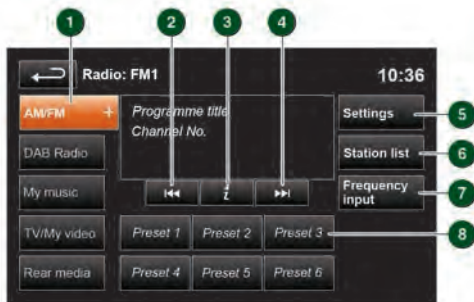 1 2 3 4
Radio: FM1 10:36
AM/FM + Programme title Settings 5
Channel No.
DAB Radio Station list 6
My music Frequency input 7
TV/My video Preset 1 Preset 2 Preset 3 8
Rear media Preset 4 Preset 5 Preset 6